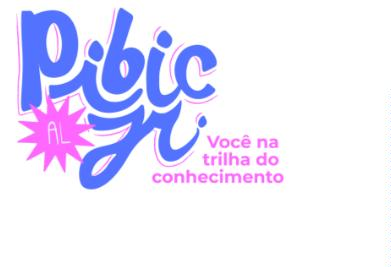 Pibic
AL
Jr.
Você na
trilha do
conhecimento